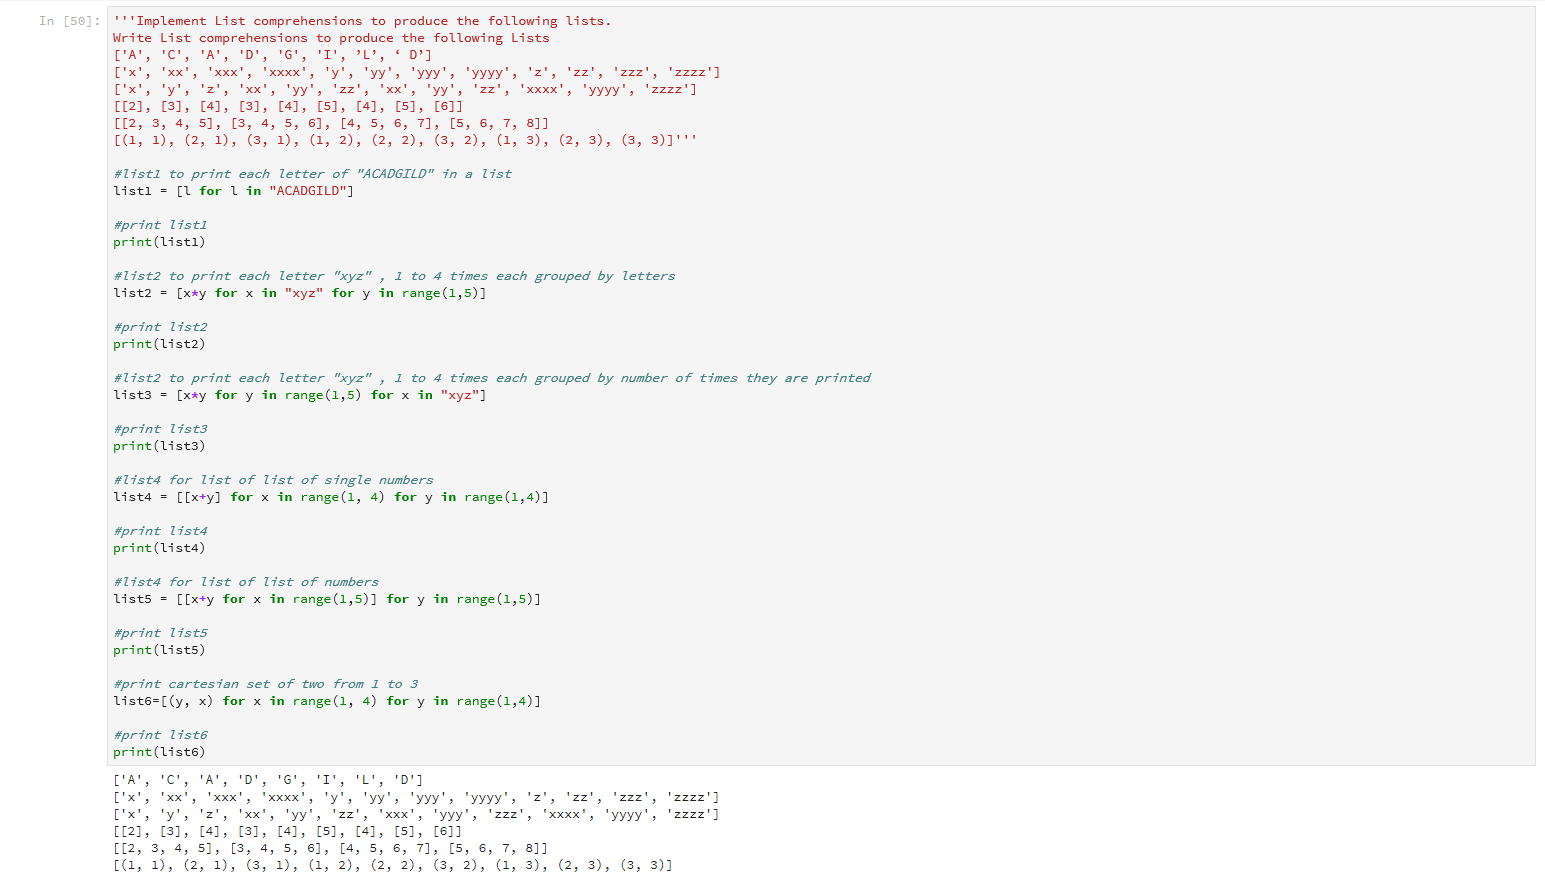 In [50]:
'''Implement List comprehensions to produce the following lists.
Write List comprehensions to produce the following Lists
['A', 'C', 'A', 'D', 'G', 'I', ’L’, ‘ D’]
['x', 'xx', 'xxx', 'xxxx', 'y', 'yy', 'yyy', 'yyyy', 'z', 'zz', 'zzz', 'zzzz']
['x', 'y', 'z', 'xx', 'yy', 'zz', 'xx', 'yy', 'zz', 'xxxx', 'yyyy', 'zzzz']
[[2], [3], [4], [3], [4], [5], [4], [5], [6]]
[[2, 3, 4, 5], [3, 4, 5, 6], [4, 5, 6, 7], [5, 6, 7, 8]]
[(1, 1), (2, 1), (3, 1), (1, 2), (2, 2), (3, 2), (1, 3), (2, 3), (3, 3)]'''
#list1 to print each letter of "ACADGILD" in a list
list1 = [l for l in "ACADGILD"]
#print list1
print(list1)
#list2 to print each letter "xyz" , 1 to 4 times each grouped by letters
list2 = [x*y for x in "xyz" for y in range(1,5)]
#print list2
print(list2)
#list2 to print each letter "xyz" , 1 to 4 times each grouped by number of times they are printed
list3 = [x*y for y in range(1,5) for x in "xyz"]
#print list3
print(list3)
#list4 for list of list of single numbers
list4 = [[x+y] for x in range(1, 4) for y in range(1,4)]
#print list4
print(list4)
#list4 for list of list of numbers
list5 = [[x+y for x in range(1,5)] for y in range(1,5)]
#print list5
print(list5)
#print cartesian set of two from 1 to 3
list6=[(y, x) for x in range(1, 4) for y in range(1,4)]
#print list6
print(list6)
['A', 'C', 'A', 'D', 'G', 'I', 'L', 'D']
['x', 'xx', 'xxx', 'xxxx', 'y', 'yy', 'yyy', 'yyyy', 'z', 'zz', 'zzz', 'zzzz']
['x', 'y', 'z', 'xx', 'yy', 'zz', 'xxx', 'yyy', 'zzz', 'xxxx', 'yyyy', 'zzzz']
[[2], [3], [4], [3], [4], [5], [4], [5], [6]]
[[2, 3, 4, 5], [3, 4, 5, 6], [4, 5, 6, 7], [5, 6, 7, 8]]
[(1, 1), (2, 1), (3, 1), (1, 2), (2, 2), (3, 2), (1, 3), (2, 3), (3, 3)]